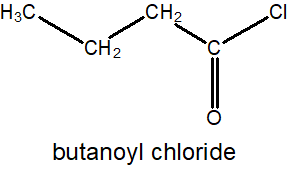 H₃C CH₂ Cl
CH₂ C
O
butanoyl chloride